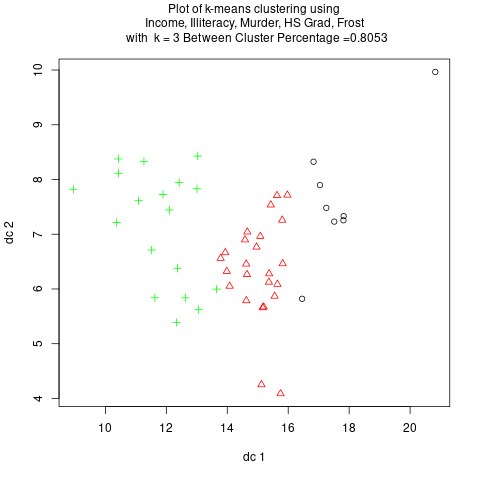 Plot of k-means clustering using
Income, Illiteracy, Murder, HS Grad, Frost
with k = 3 Between Cluster Percentage =0.8053
10
9
8
7
6
5
4
dc 2
10 12 14 16 18 20
dc 1